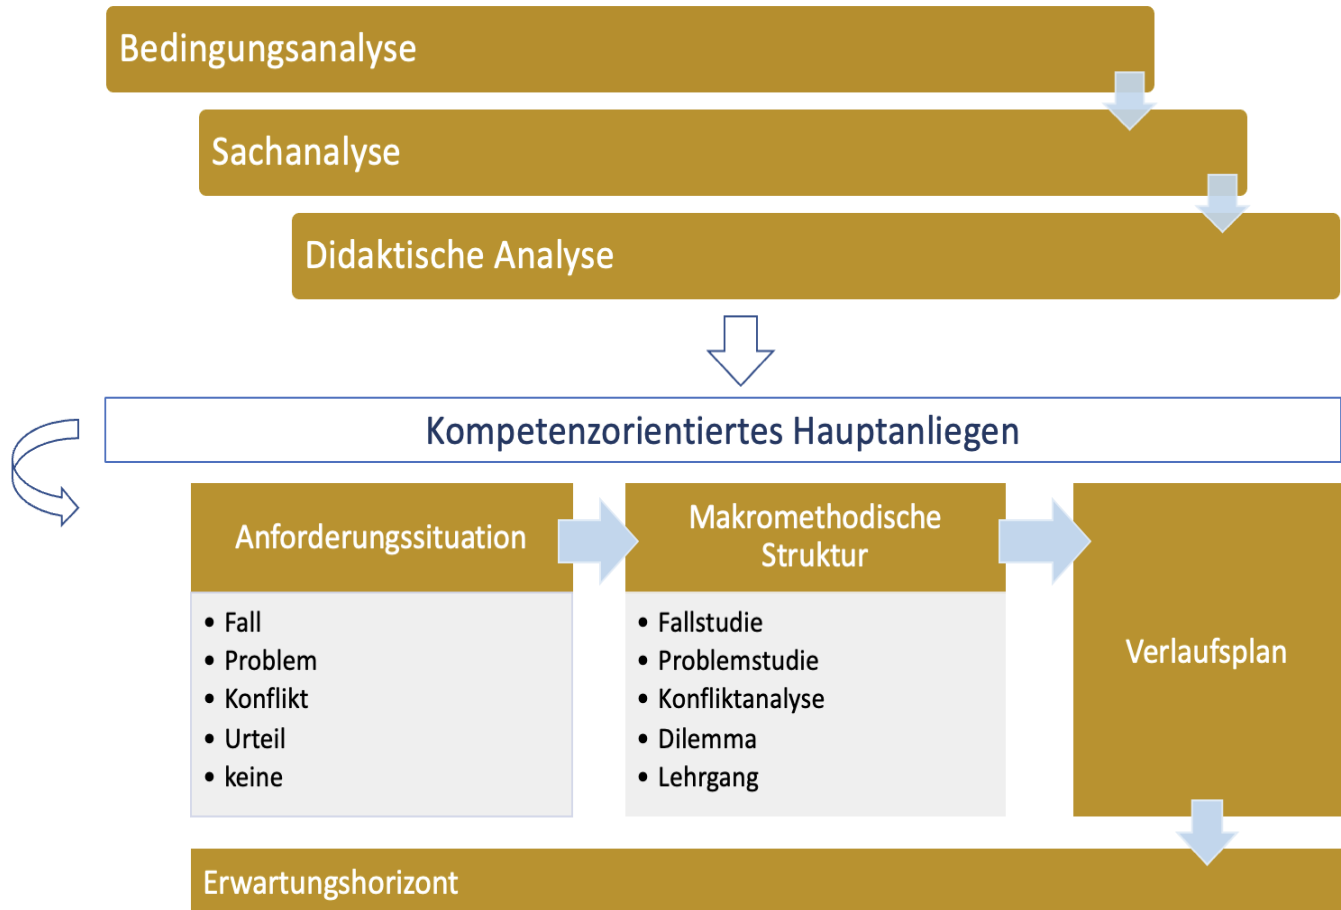 Bedingungsanalyse
Sachanalyse
Didaktische Analyse
Kompetenzorientiertes Hauptanliegen
Anforderungssituation
• Fall
• Problem
• Konflikt
• Urteil
• keine
Makromethodische
Struktur
• Fallstudie
• Problemstudie
• Konfliktanalyse
• Dilemma
• Lehrgang
Verlaufsplan
Erwartungshorizont